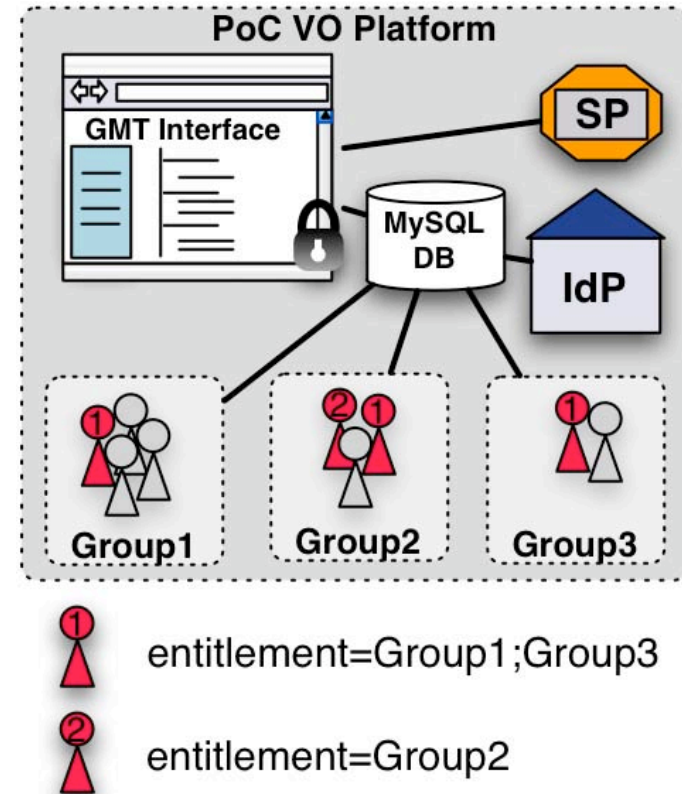 PoC VO Platform
GMT Interface
SP
MySQL
DB
IdP
1
2 1
1
Group1
Group2
Group3
1 entitlement=Group1;Group3
2 entitlement=Group2